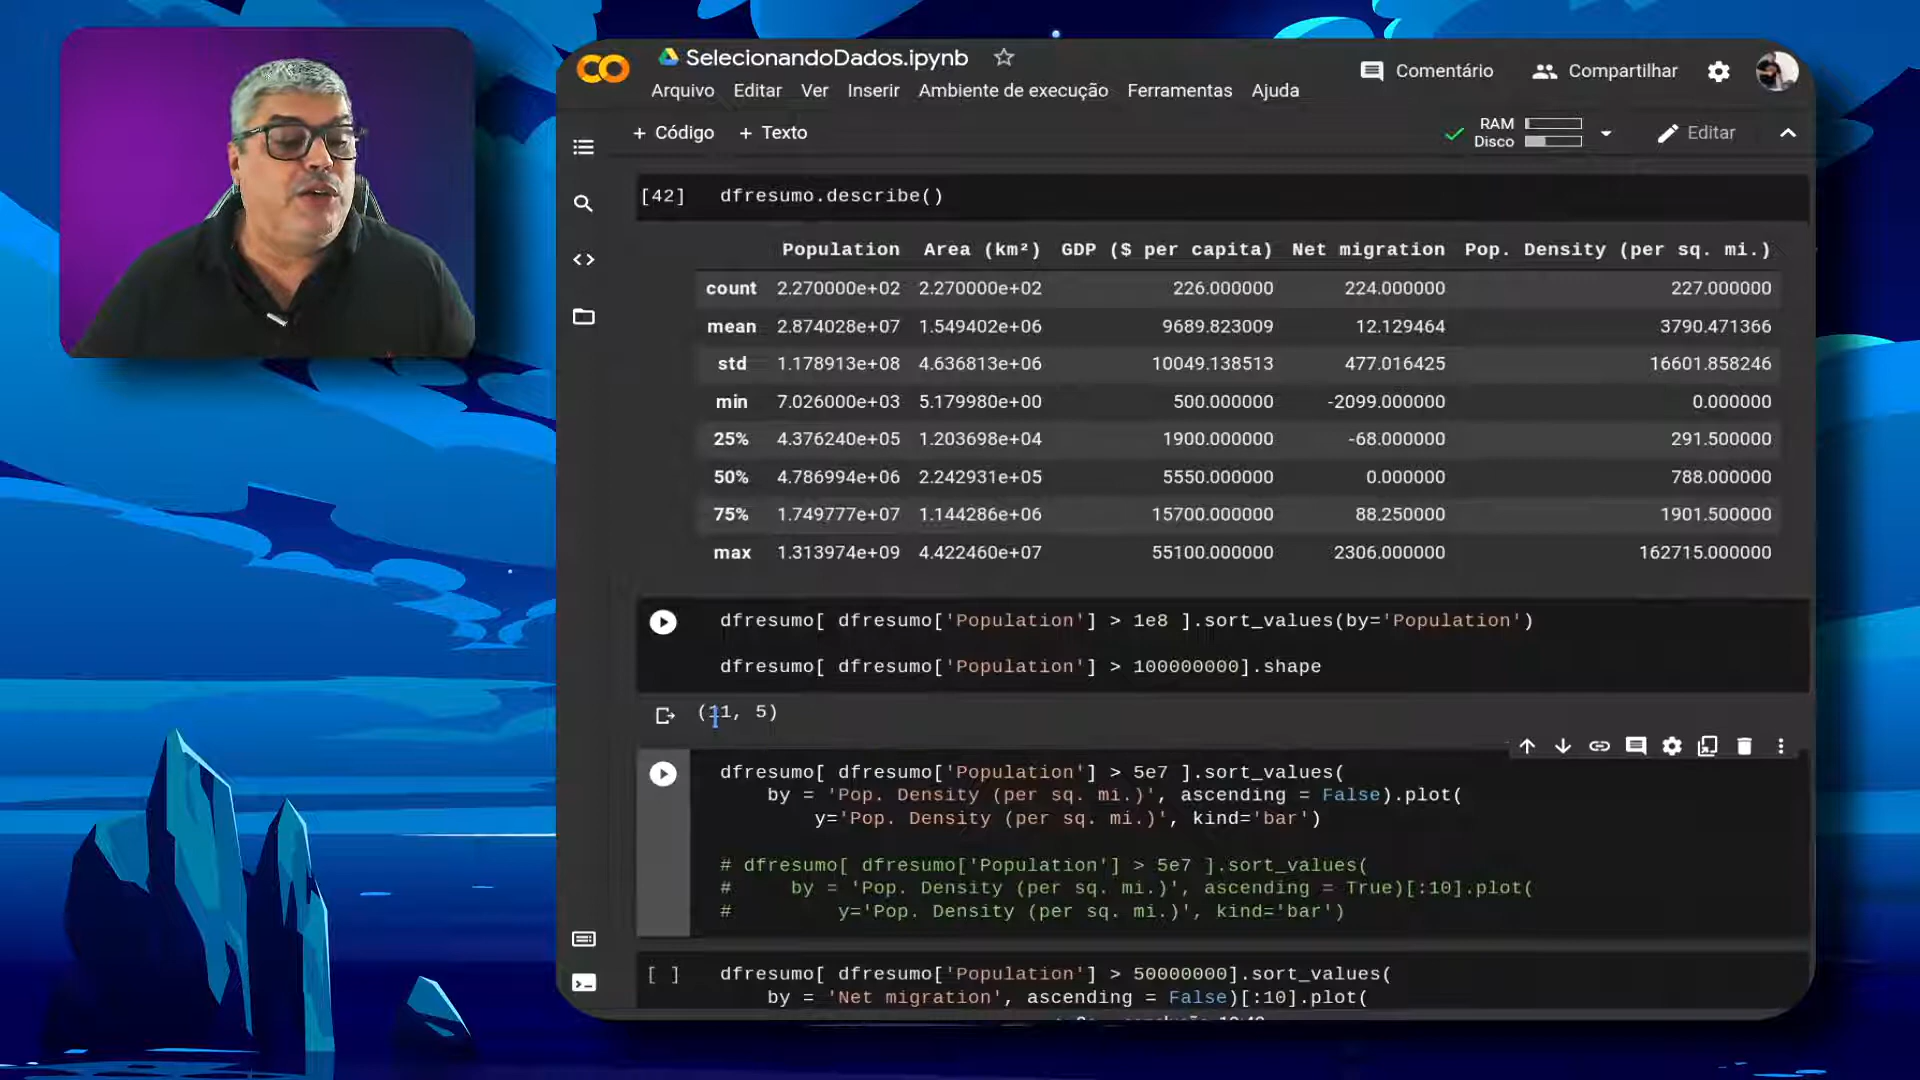 SelecionandoDados.ipynb
Comentário
Compartilhar
Arquivo Editar Ver Inserir Ambiente de execução Ferramentas Ajuda
+ Código + Texto
RAM
Disco
Editar
[42] dfresumo.describe()
Population Area (km²) GDP ($ per capita) Net migration Pop. Density (per sq. mi.)
count 2.270000e+02 2.270000e+02 226.000000 224.000000 227.000000
mean 2.874028e+07 1.549402e+06 9689.823009 12.129464 3790.471366
std 1.178913e+08 4.636813e+06 10049.138513 477.016425 16601.858246
min 7.026000e+03 5.179980e+00 500.000000 -2099.000000 0.000000
25% 4.376240e+05 1.203698e+04 1900.000000 -68.000000 291.500000
50% 4.786994e+06 2.242931e+05 5550.000000 0.000000 788.000000
75% 1.749777e+07 1.144286e+06 15700.000000 88.250000 1901.500000
max 1.313974e+09 4.422460e+07 55100.000000 2306.000000 162715.000000
dfresumo[ dfresumo['Population'] > 1e8 ].sort_values(by='Population')
dfresumo[ dfresumo['Population'] > 100000000].shape
(11, 5)
dfresumo[ dfresumo['Population'] > 5e7 ].sort_values(
by = 'Pop. Density (per sq. mi.)', ascending = False).plot(
y='Pop. Density (per sq. mi.)', kind='bar')
# dfresumo[ dfresumo['Population'] > 5e7 ].sort_values(
# by = 'Pop. Density (per sq. mi.)', ascending = True)[:10].plot(
# y='Pop. Density (per sq. mi.)', kind='bar')
[ ] dfresumo[ dfresumo['Population'] > 50000000].sort_values(
by = 'Net migration', ascending = False)[:10].plot(